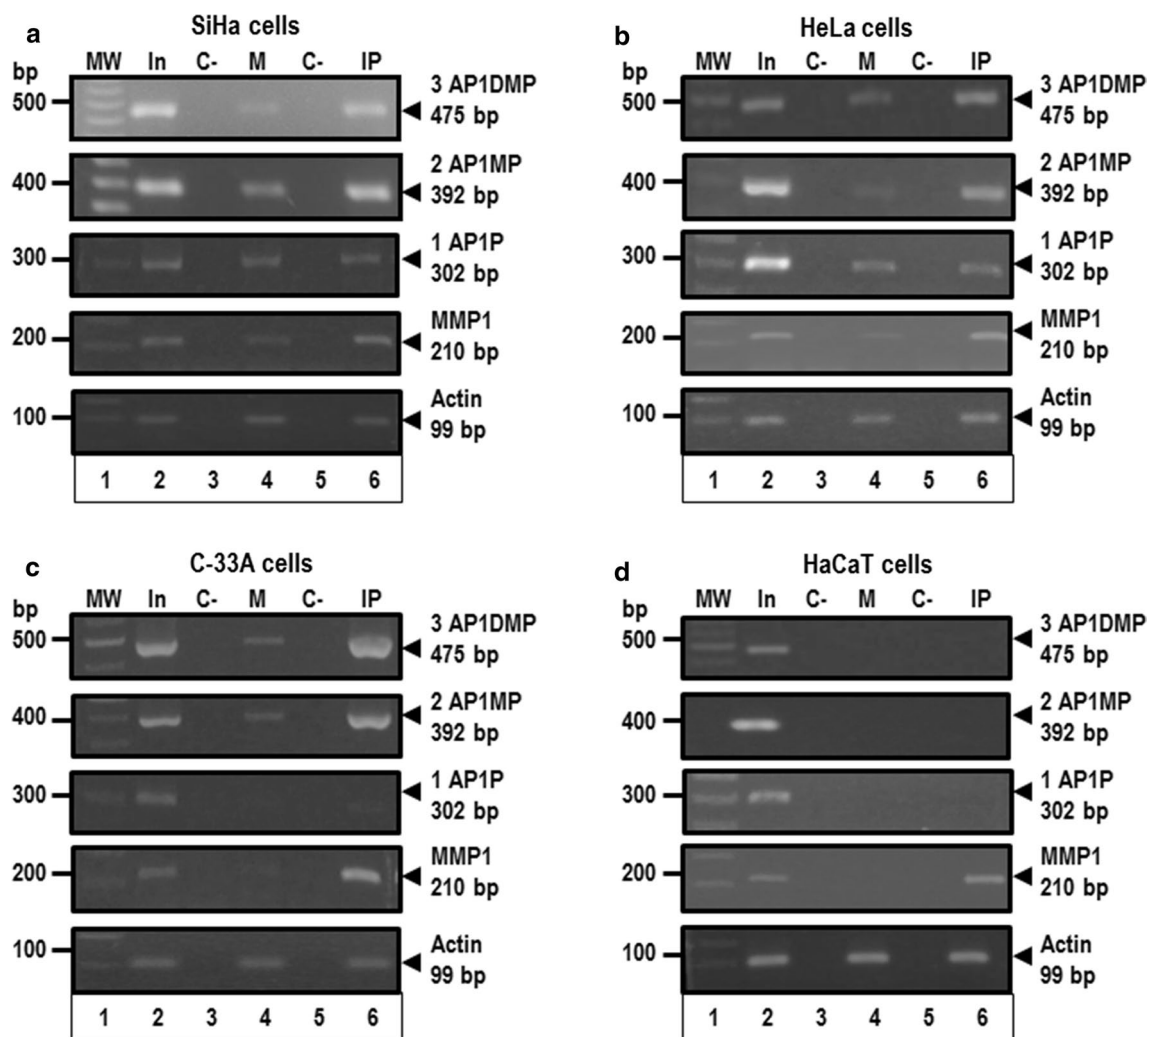 a
SiHa cells
MW In C- M C- IP
bp
500
3 AP1DMP
475 bp
400
2 AP1MP
392 bp
300
1 AP1P
302 bp
200
MMP1
210 bp
100
Actin
99 bp
1 2 3 4 5 6
b
HeLa cells
MW In C- M C- IP
bp
500
3 AP1DMP
475 bp
400
2 AP1MP
392 bp
300
1 AP1P
302 bp
200
MMP1
210 bp
100
Actin
99 bp
1 2 3 4 5 6
c
C-33A cells
MW In C- M C- IP
bp
500
3 AP1DMP
475 bp
400
2 AP1MP
392 bp
300
1 AP1P
302 bp
200
MMP1
210 bp
100
Actin
99 bp
1 2 3 4 5 6
d
HaCaT cells
MW In C- M C- IP
bp
500
3 AP1DMP
475 bp
400
2 AP1MP
392 bp
300
1 AP1P
302 bp
200
MMP1
210 bp
100
Actin
99 bp
1 2 3 4 5 6